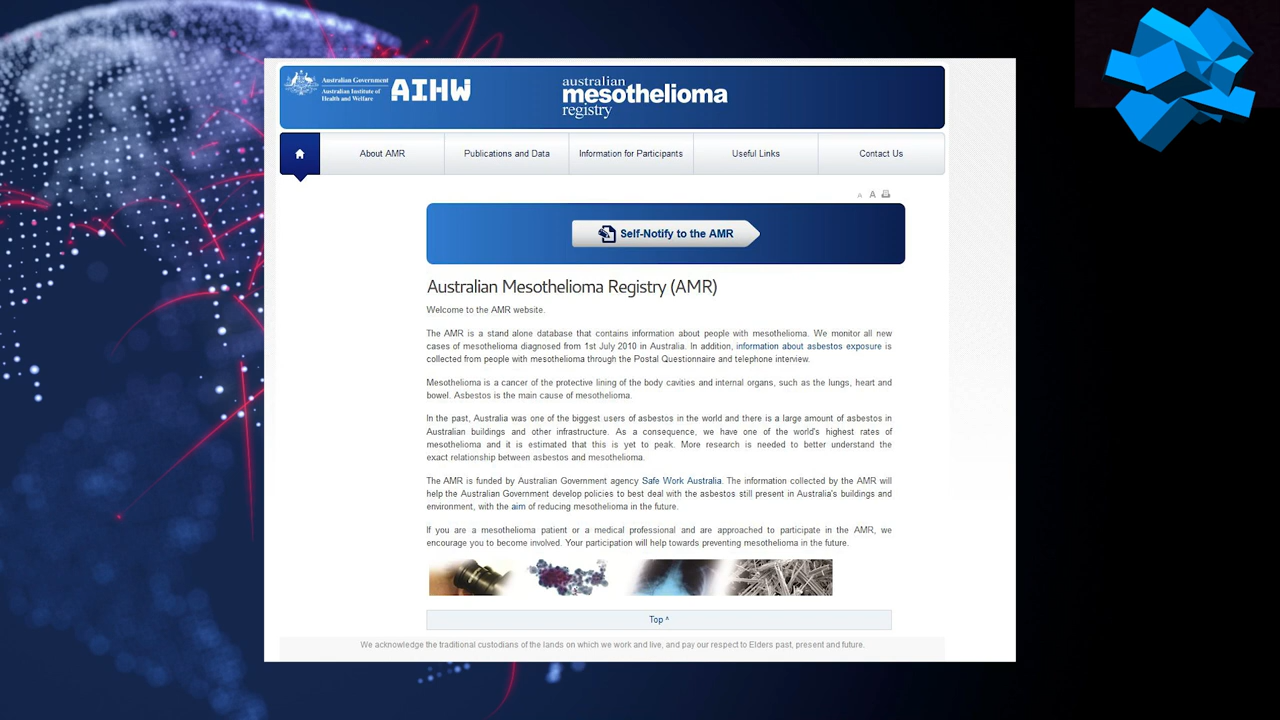 Australian Government
Australian Institute of
Health and Welfare
AIHW
australian
mesothelioma
registry
About AMR
Publications and Data
Information for Participants
Useful Links
Contact Us
A A
Self-Notify to the AMR
Australian Mesothelioma Registry (AMR)
Welcome to the AMR website.
The AMR is a stand alone database that contains information about people with mesothelioma. We monitor all new
cases of mesothelioma diagnosed from 1st July 2010 in Australia. In addition, information about asbestos exposure is
collected from people with mesothelioma through the Postal Questionnaire and telephone interview.
Mesothelioma is a cancer of the protective lining of the body cavities and internal organs, such as the lungs, heart and
bowel. Asbestos is the main cause of mesothelioma.
In the past, Australia was one of the biggest users of asbestos in the world and there is a large amount of asbestos in
Australian buildings and other infrastructure. As a consequence, we have one of the world's highest rates of
mesothelioma and it is estimated that this is yet to peak. More research is needed to better understand the
exact relationship between asbestos and mesothelioma.
The AMR is funded by Australian Government agency Safe Work Australia. The information collected by the AMR will
help the Australian Government develop policies to best deal with the asbestos still present in Australia's buildings and
environment, with the aim of reducing mesothelioma in the future.
If you are a mesothelioma patient or a medical professional and are approached to participate in the AMR, we
encourage you to become involved. Your participation will help towards preventing mesothelioma in the future.
Top ^
We acknowledge the traditional custodians of the lands on which we work and live, and pay our respect to Elders past, present and future.